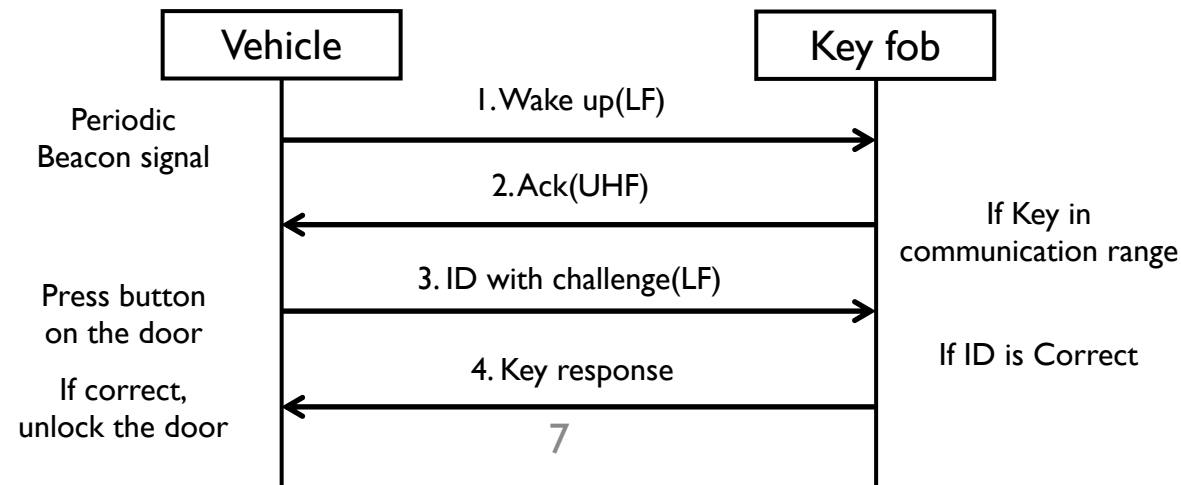 Vehicle
Key fob
1. Wake up(LF)
Periodic
Beacon signal
2. Ack(UHF)
If Key in
communication range
3. ID with challenge(LF)
Press button
on the door
If ID is Correct
4. Key response
If correct,
unlock the door
7